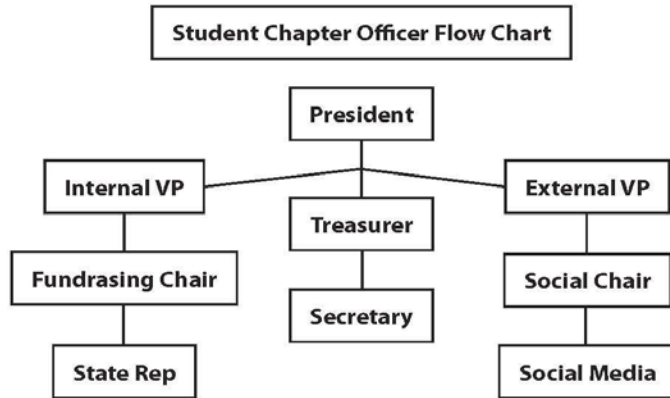 Student Chapter Officer Flow Chart
President
Internal VP
External VP
Treasurer
Fundrasing Chair
Social Chair
Secretary
State Rep
Social Media